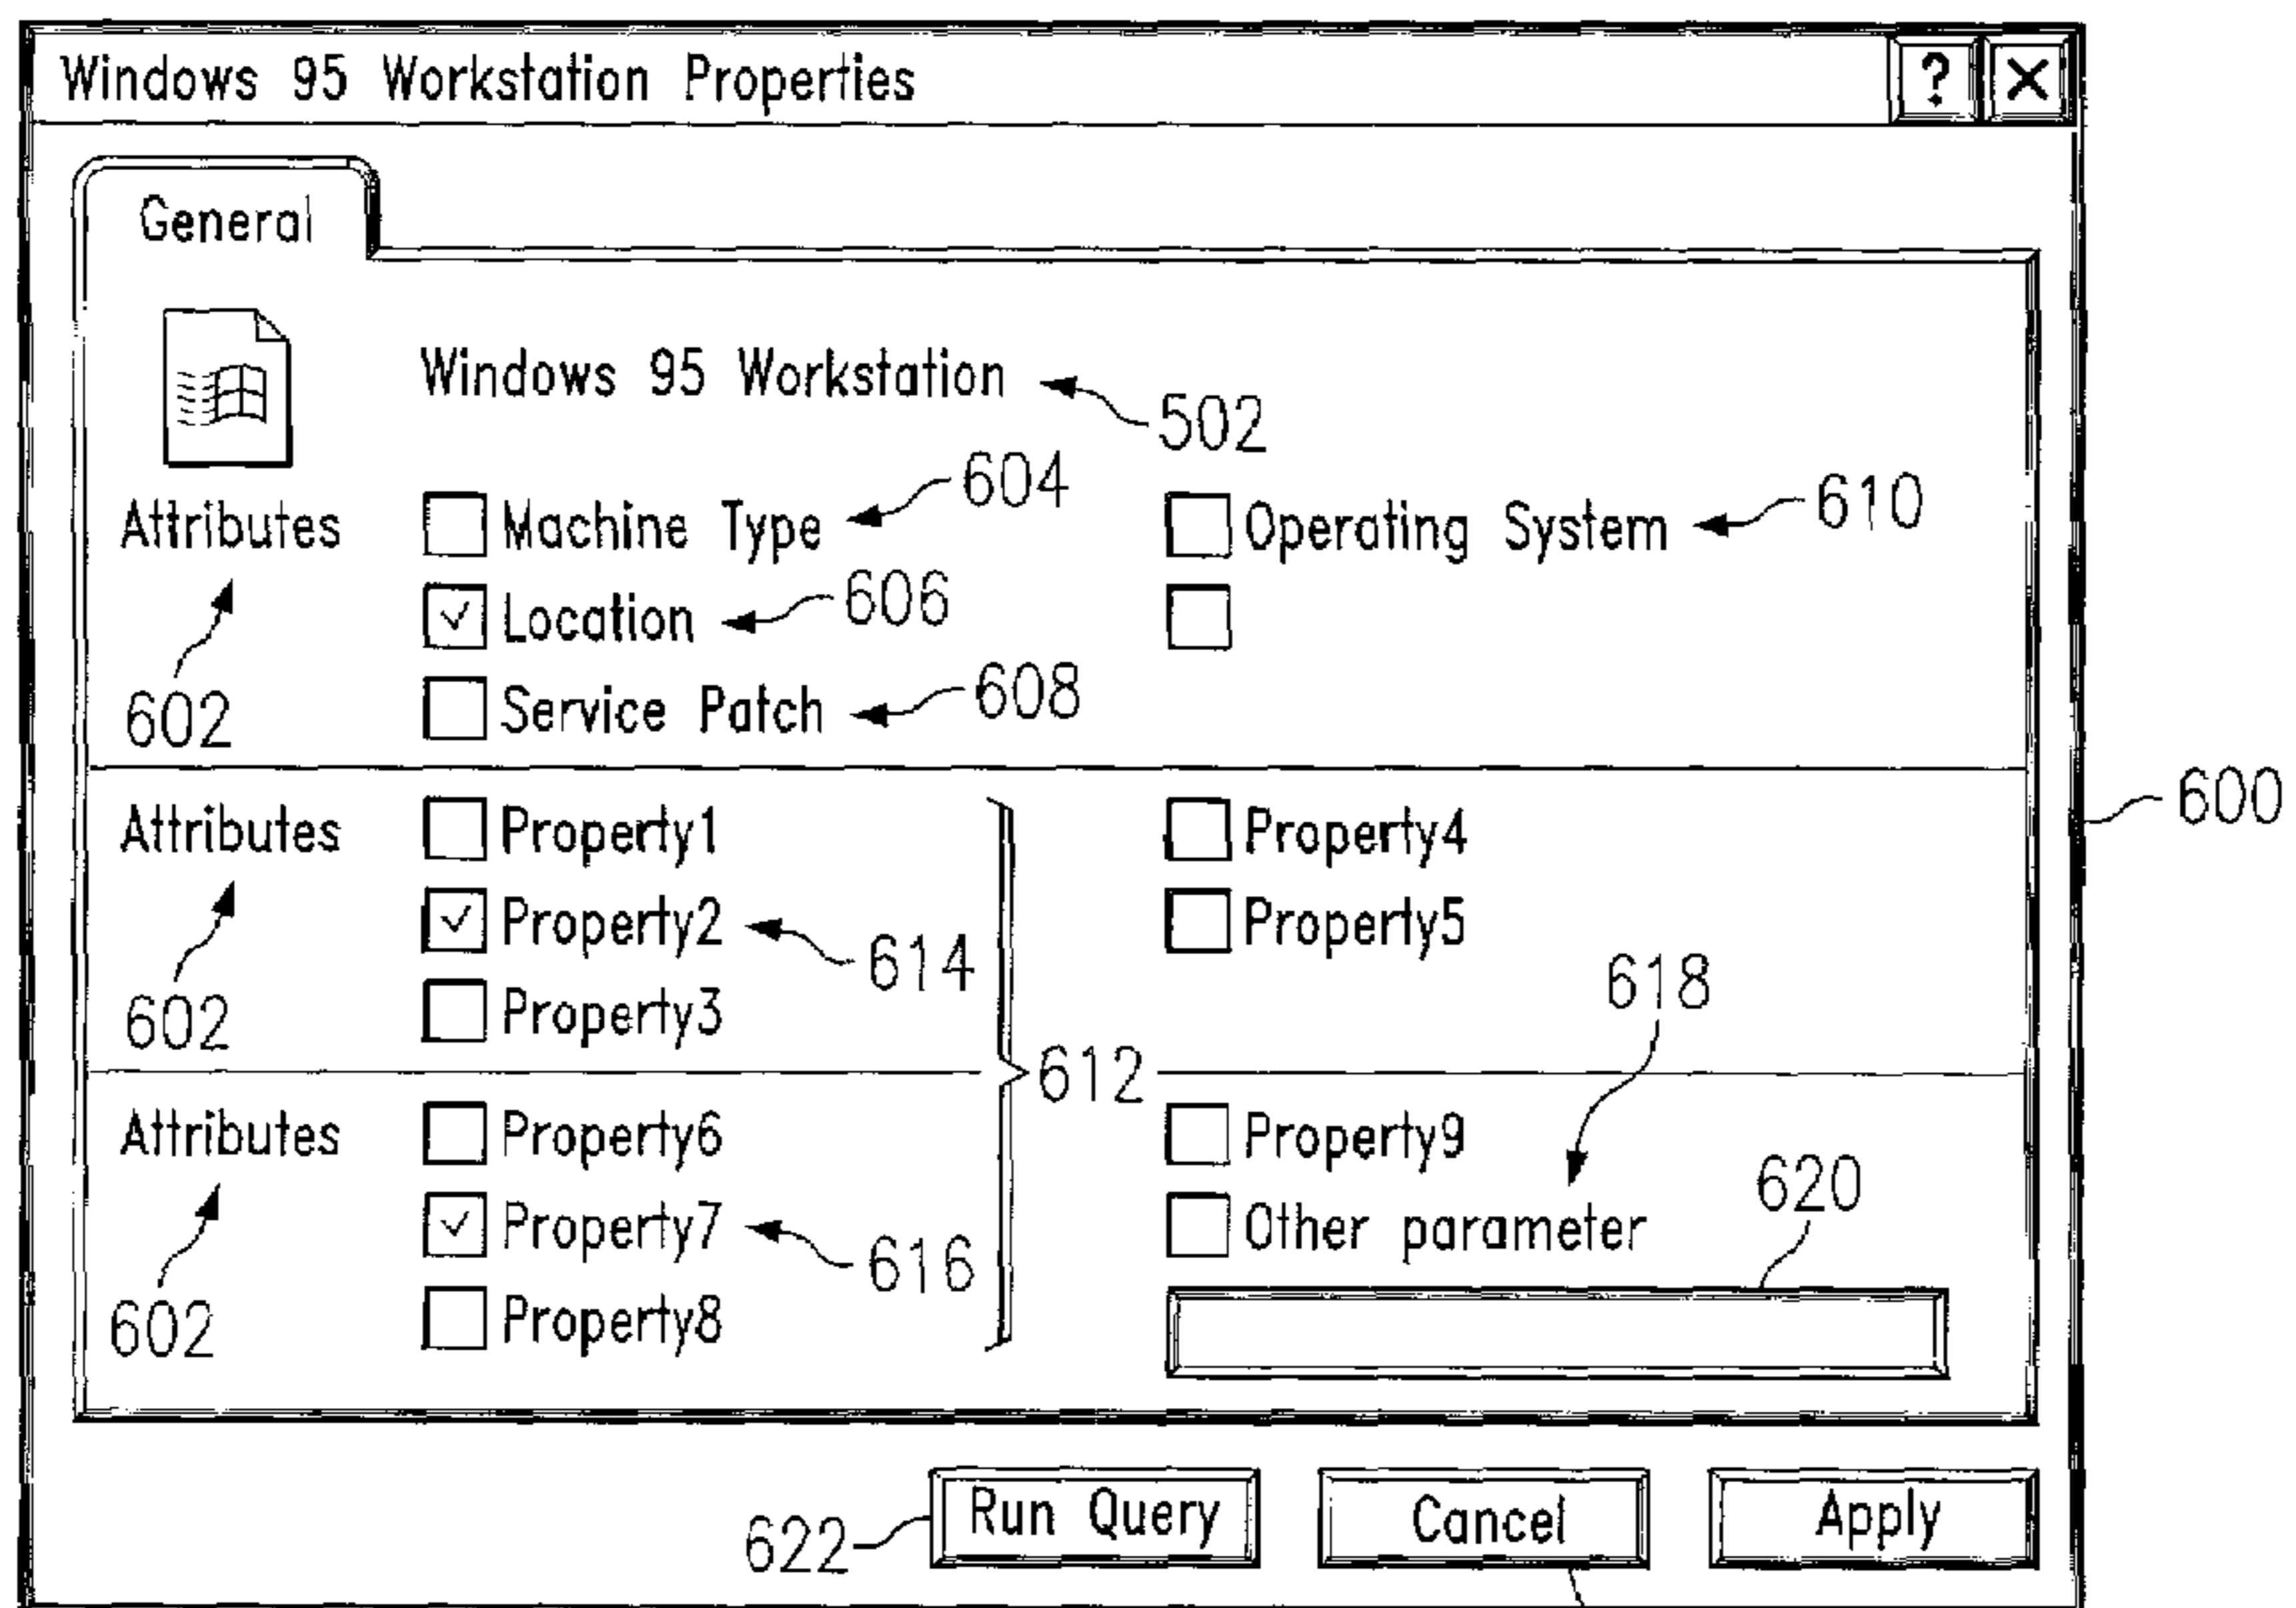 Windows 95 Workstation Properties ? X
General
Windows 95 Workstation
502
604
610
Attributes Machine Type Operating System
606
Location
608
602 Service Patch
600
Attributes Property1 Property4
Property2 Property5
614
618
602 Property3
612
Attributes Property6 Property9
620
Property7 Other parameter
616
602 Property8
622 Run Query Cancel Apply